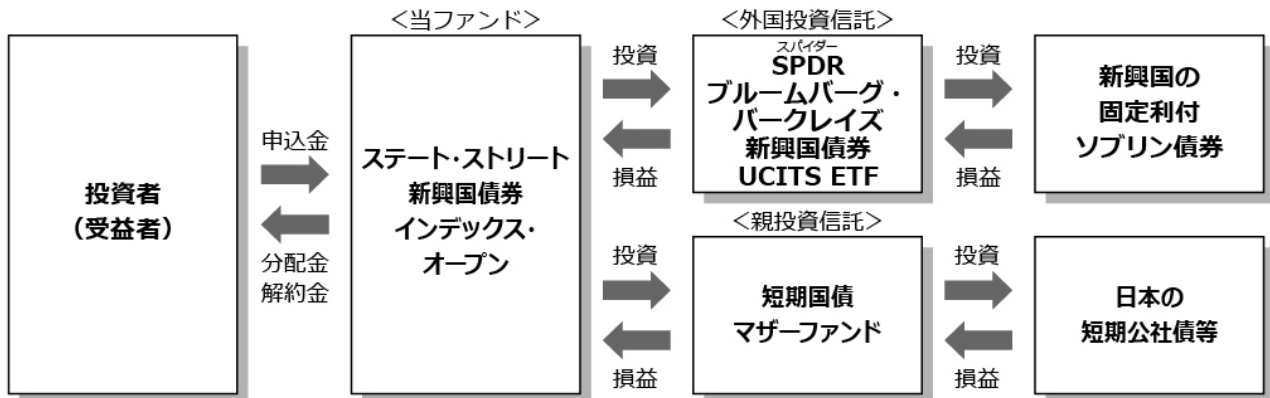 <当ファンド>
<外国投資信託>
投資者
（受益者）
申込金
分配金
解約金
ステート・ストリート
新興国債券
インデックス・
オープン
投資
損益
スパイダー
SPDR
ブルームバーグ・
バークレイズ
新興国債券
UCITS ETF
投資
損益
新興国の
固定利付
ソブリン債券
<親投資信託>
投資
損益
短期国債
マザーファンド
投資
損益
日本の
短期公社債等